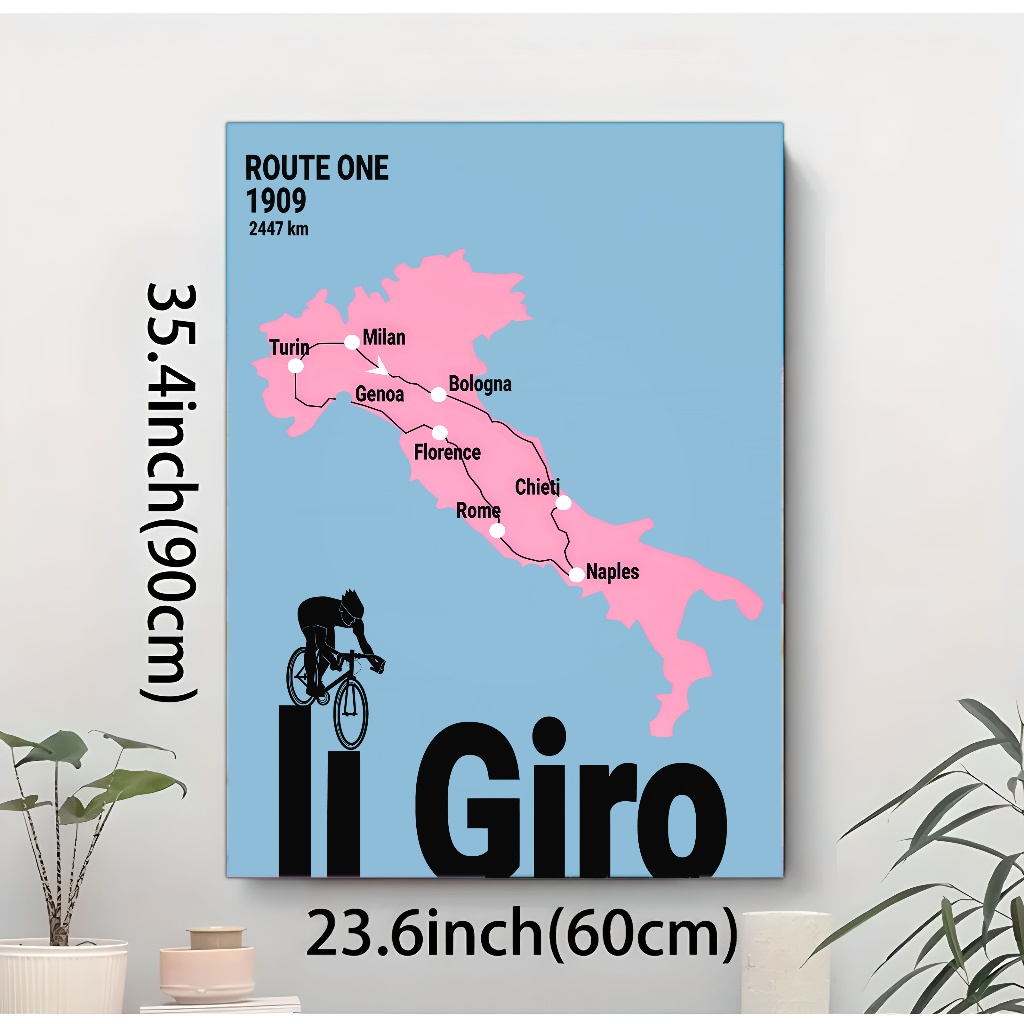 ROUTE ONE
1909
2447 km
Milan
Turin
Bologna
Genoa
Florence
Chieti
Rome
Naples
Il Giro
35.4inch(90cm)
23.6inch(60cm)